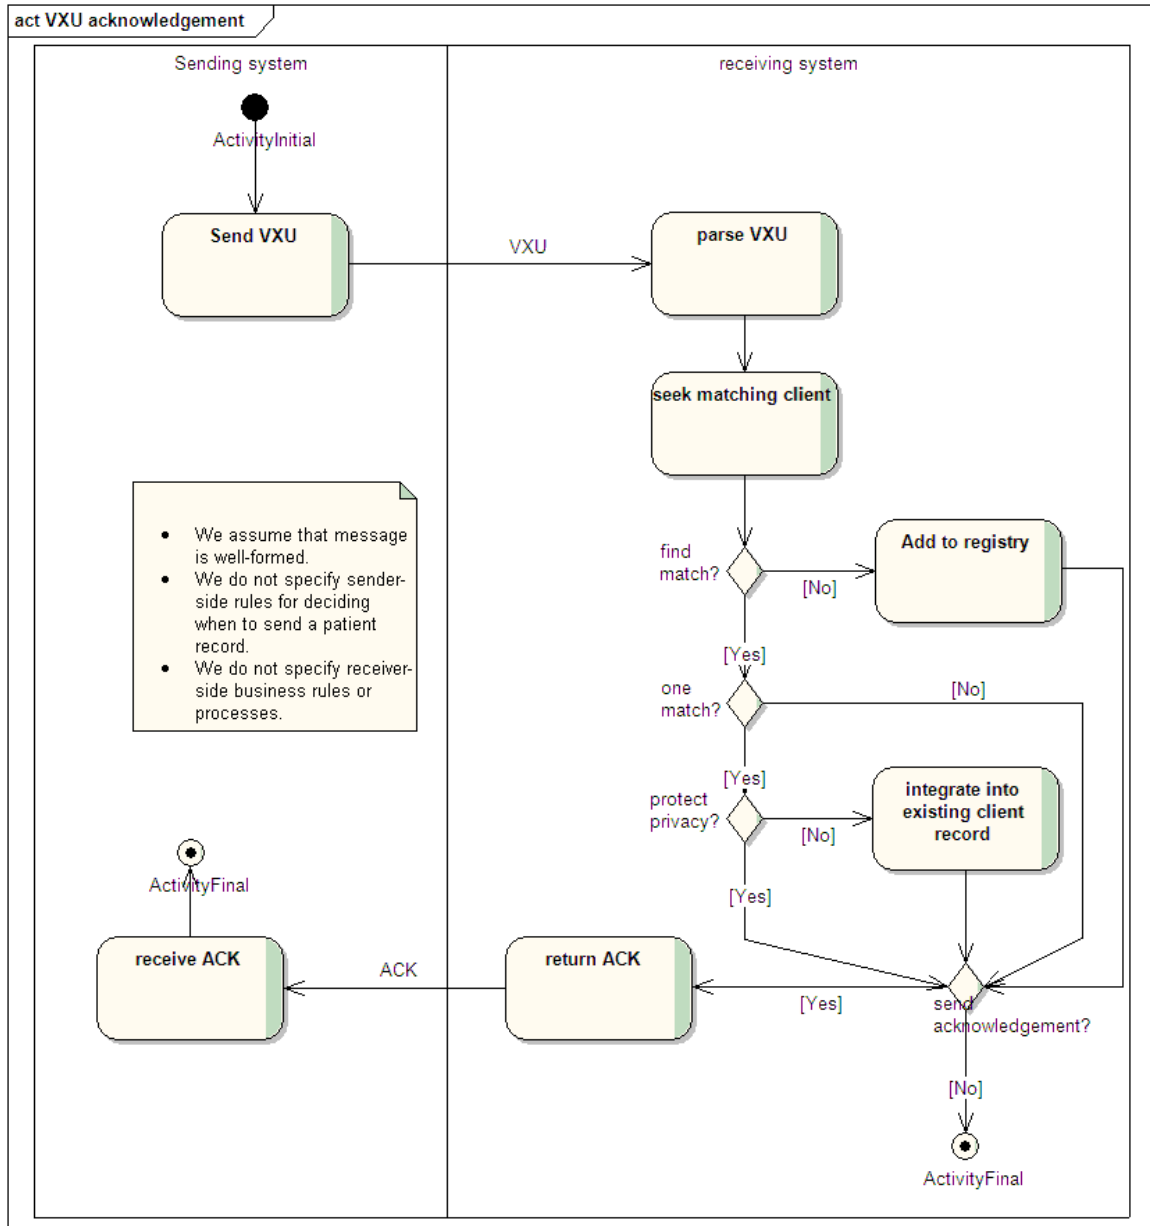 act VXU acknowledgement
Sending system
receiving system
ActivityInitial
Send VXU
VXU
parse VXU
seek matching client
• We assume that message
is well-formed.
• We do not specify sender-
side rules for deciding
when to send a patient
record.
• We do not specify receiver-
side business rules or
processes.
find
match?
[No]
Add to registry
[Yes]
one
match?
[No]
[Yes]
protect
privacy?
[No]
integrate into
existing client
record
[Yes]
ActivityFinal
receive ACK
ACK
return ACK
[Yes]
send
acknowledgement?
[No]
ActivityFinal